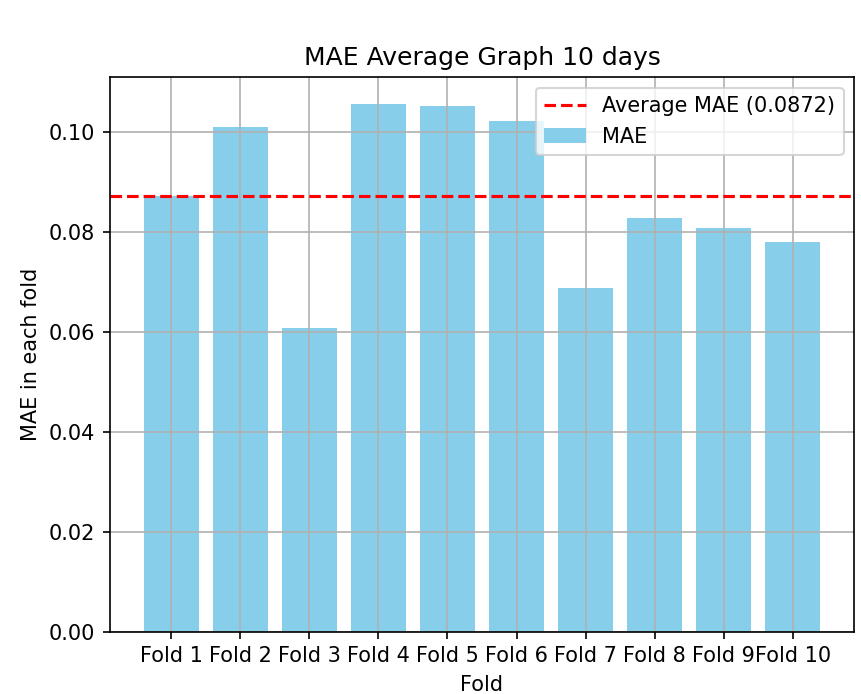 MAE Average Graph 10 days
Average MAE (0.0872)
MAE
MAE in each fold
0.10
0.08
0.06
0.04
0.02
0.00
Fold 1 Fold 2 Fold 3 Fold 4 Fold 5 Fold 6 Fold 7 Fold 8 Fold 9 Fold 10
Fold